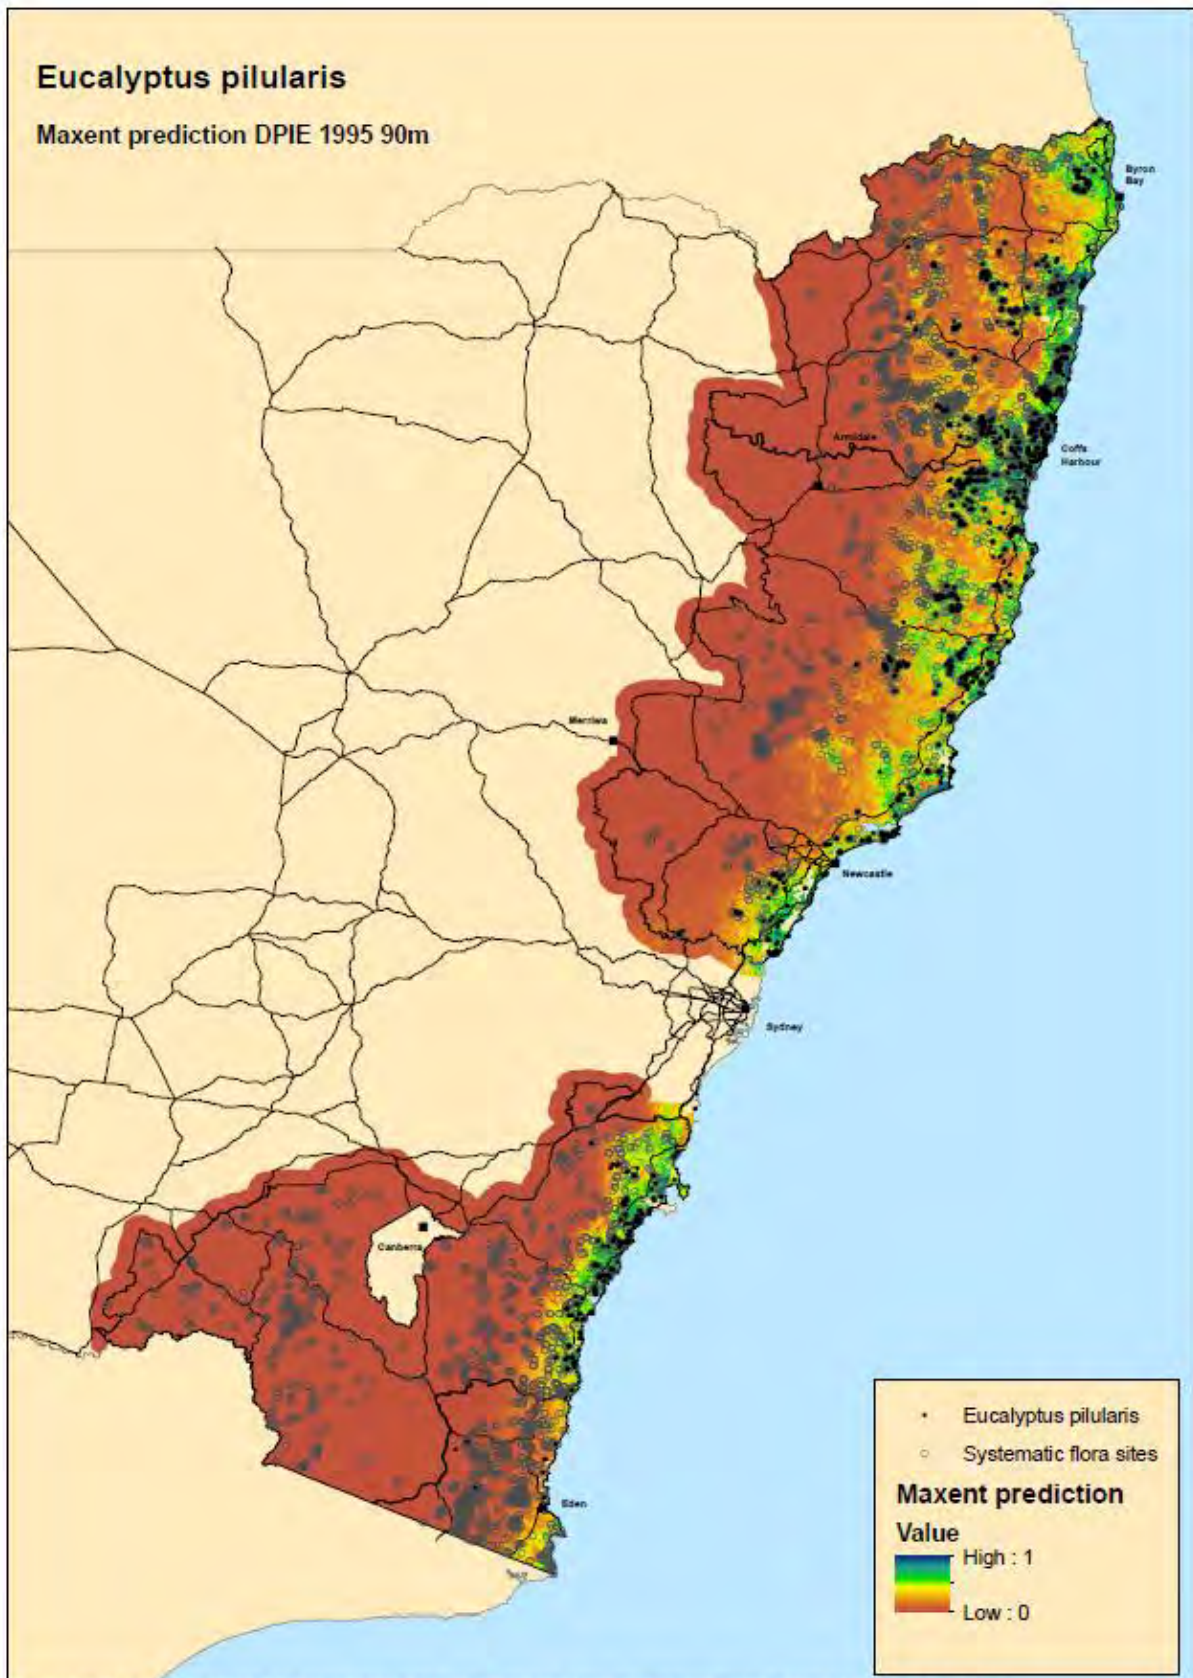 Eucalyptus pilularis
Maxent prediction DPIE 1995 90m
Byron
Bay
Armidale
Coffs
Harbour
Merriwa
Newcastle
Sydney
Canberra
Eden
Eucalyptus pilularis
Systematic flora sites
Maxent prediction
Value
High : 1
Low : 0